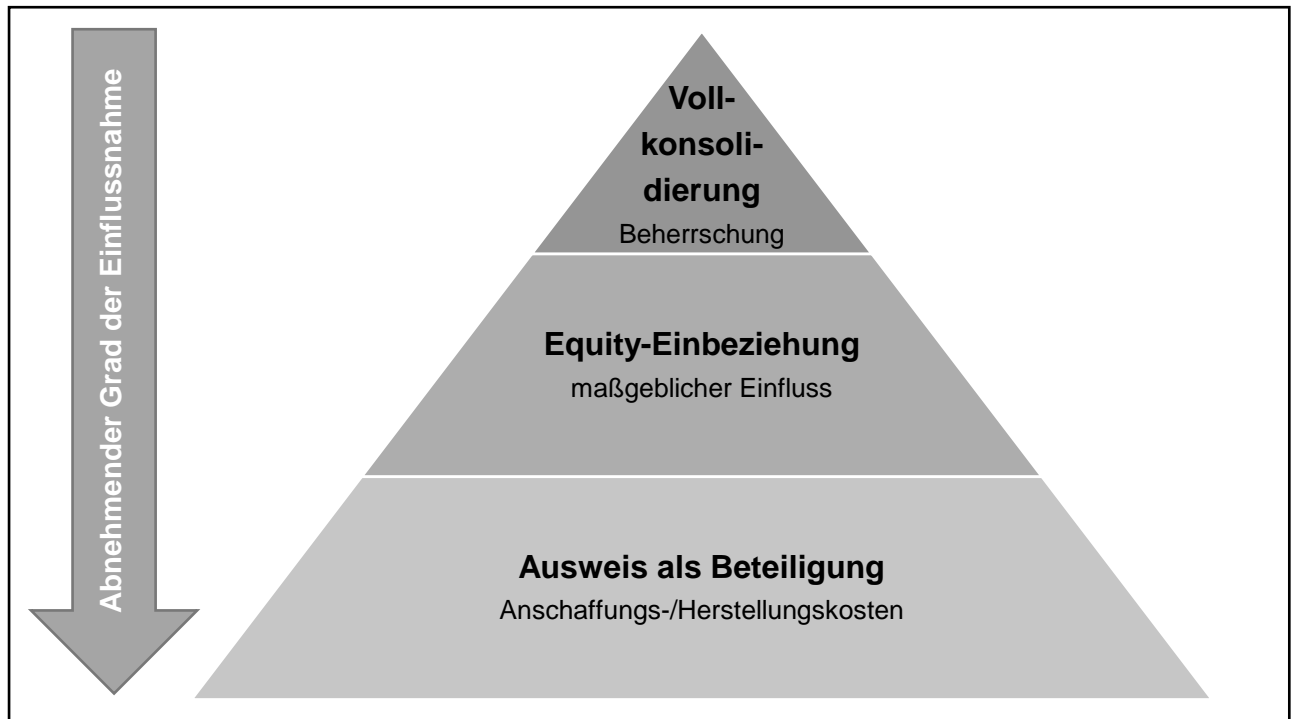 Abnehmender Grad der Einflussnahme
Voll-
konsoli-
dierung
Beherrschung
Equity-Einbeziehung
maßgeblicher Einfluss
Ausweis als Beteiligung
Anschaffungs-/Herstellungskosten